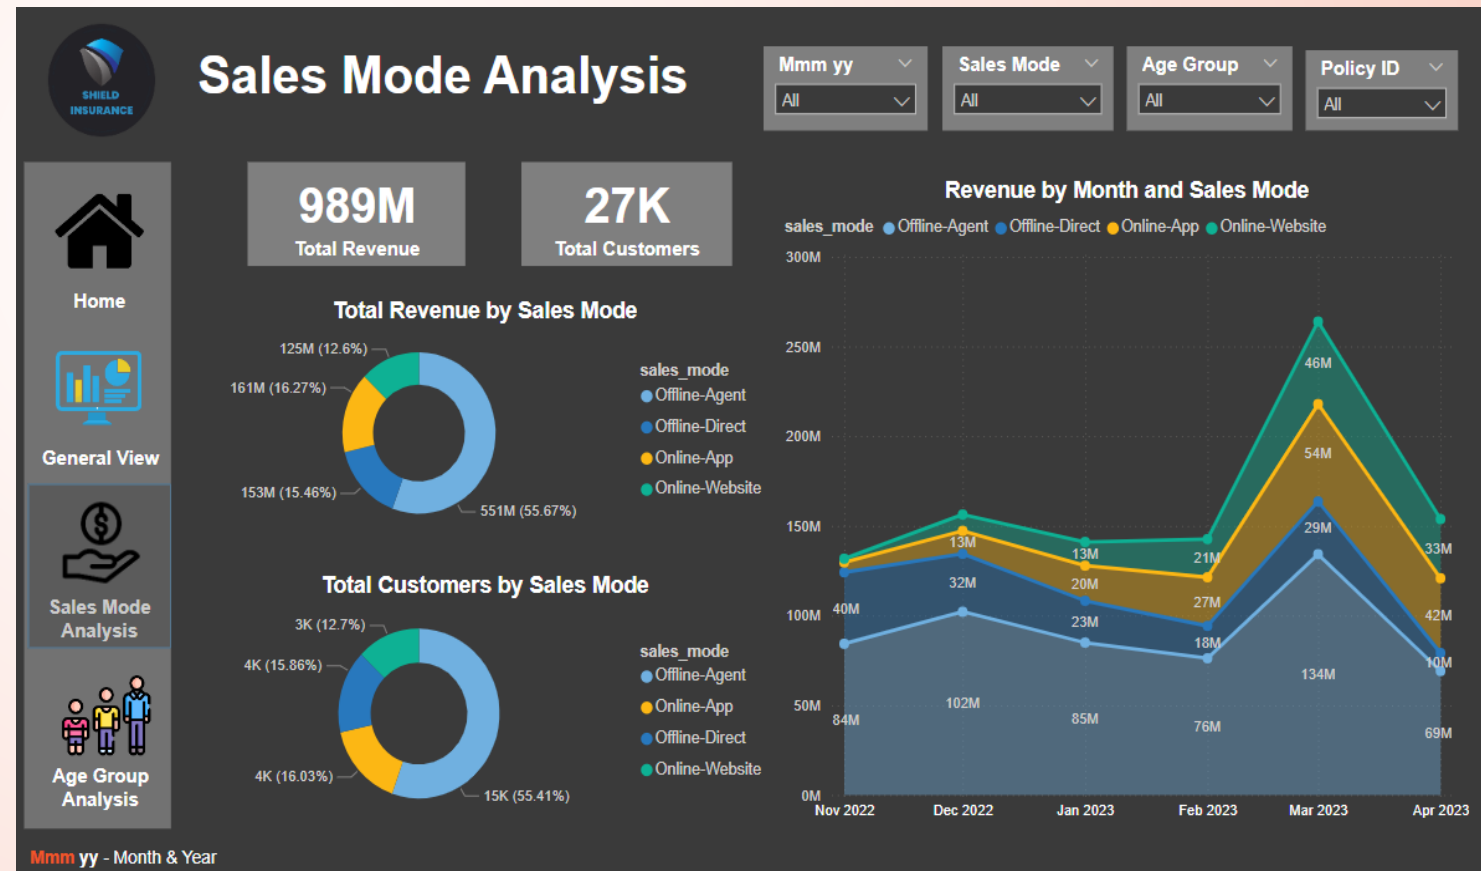 SHIELD
INSURANCE
Sales Mode Analysis
Mmm yy
All
Sales Mode
All
Age Group
All
Policy ID
All
Home
General View
Sales Mode
Analysis
Age Group
Analysis
989M
Total Revenue
27K
Total Customers
Total Revenue by Sales Mode
125M (12.6%)
161M (16.27%)
153M (15.46%)
551M (55.67%)
sales_mode
Offline-Agent
Offline-Direct
Online-App
Online-Website
Total Customers by Sales Mode
3K (12.7%)
4K (15.86%)
4K (16.03%)
15K (55.41%)
sales_mode
Offline-Agent
Online-App
Offline-Direct
Online-Website
Revenue by Month and Sales Mode
sales_mode Offline-Agent Offline-Direct Online-App Online-Website
300M
250M
200M
150M
100M
50M
0M
46M
54M
29M
134M
13M
32M
102M
13M
20M
23M
85M
21M
27M
18M
76M
40M
84M
33M
42M
10M
69M
Nov 2022 Dec 2022 Jan 2023 Feb 2023 Mar 2023 Apr 2023
Mmm yy - Month & Year